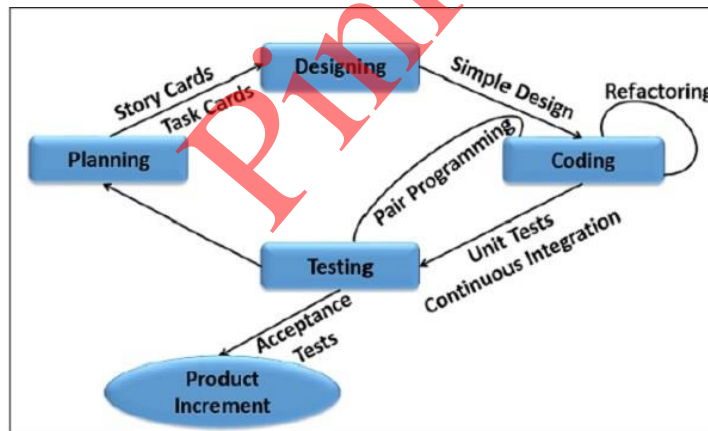 Designing
Story Cards
Task Cards
Simple Design
Refactoring
Planning
Pair Programming
Coding
Unit Tests
Continuous Integration
Testing
Acceptance
Tests
Product
Increment